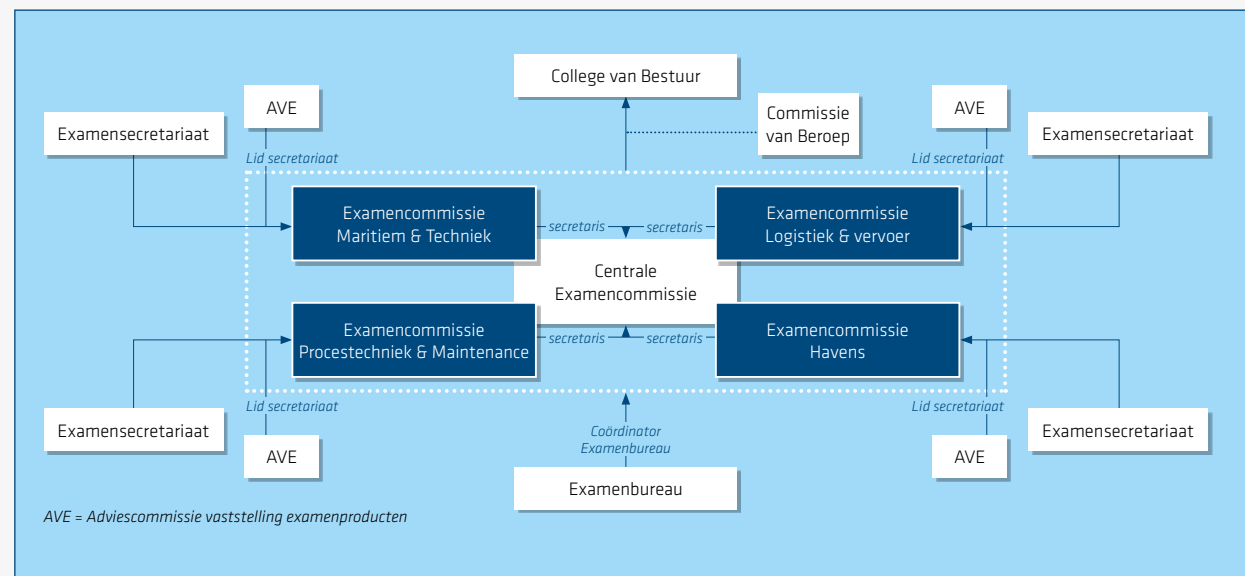 College van Bestuur
AVE
AVE
Commissie
van Beroep
Examensecretariaat
Examensecretariaat
Lid secretariaat
Lid secretariaat
Examencommissie
Maritiem & Techniek
secretaris
secretaris
Examencommissie
Logistiek & vervoer
Centrale
Examencommissie
Examencommissie
Procestechniek & Maintenance
secretaris
secretaris
Examencommissie
Havens
Lid secretariaat
Lid secretariaat
Examensecretariaat
Coördinator
Examenbureau
Examensecretariaat
AVE
AVE
Examenbureau
AVE = Adviescommissie vaststelling examenproducten